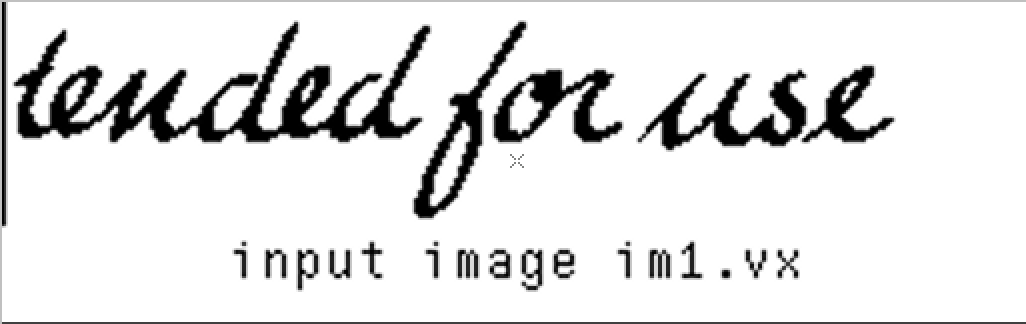 tended for use
input image im1.vx